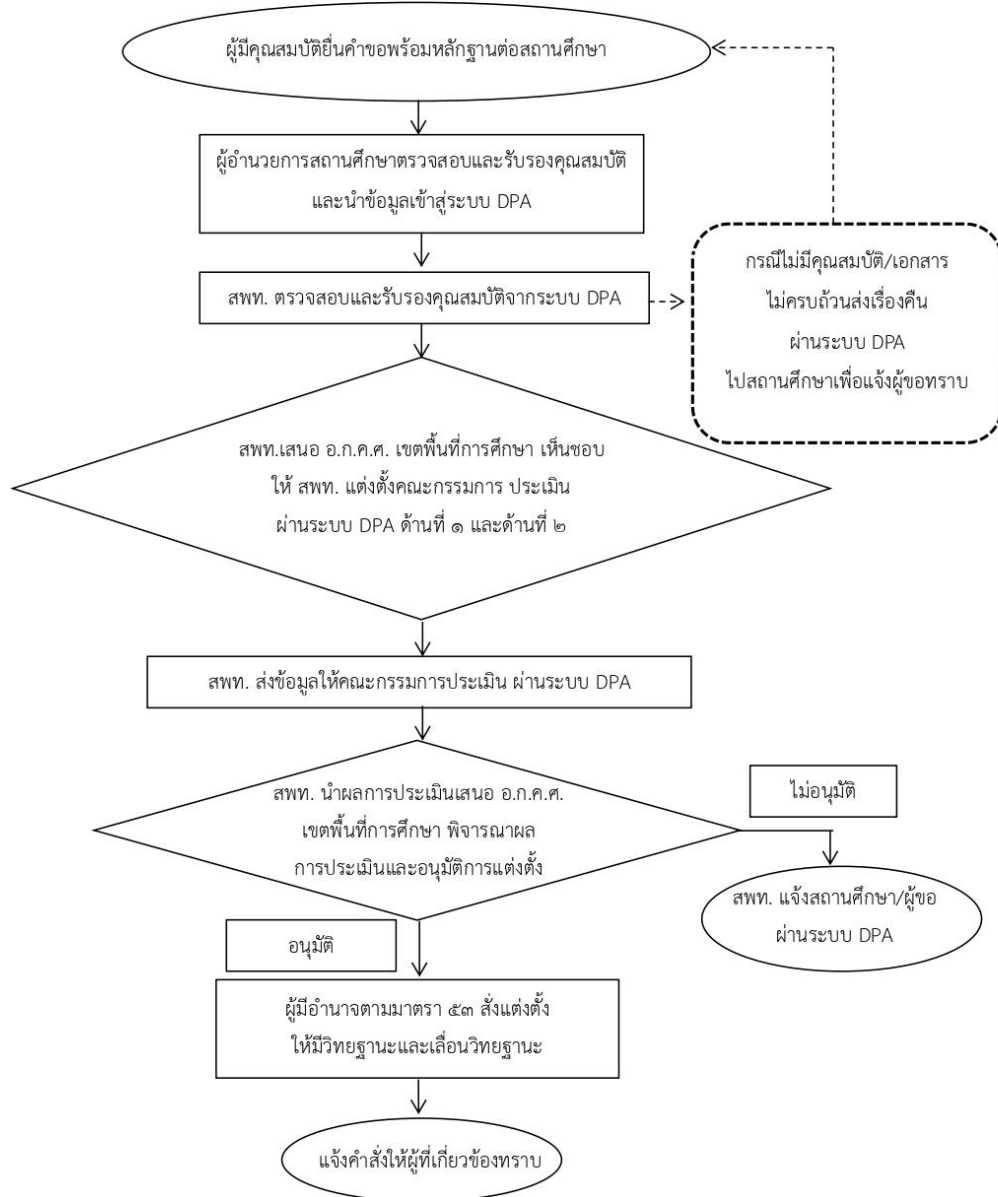 ผู้มีคุณสมบัติยื่นคำขอพร้อมหลักฐานต่อสถานศึกษา
ผู้อำนวยการสถานศึกษาตรวจสอบและรับรองคุณสมบัติ
และนำข้อมูลเข้าสู่ระบบ DPA
กรณีไม่มีคุณสมบัติ/เอกสาร
ไม่ครบถ้วนส่งเรื่องคืน
ผ่านระบบ DPA
ไปสถานศึกษาเพื่อแจ้งผู้ขอทราบ
สพท. ตรวจสอบและรับรองคุณสมบัติจากระบบ DPA
สพท.เสนอ อ.ก.ค.ศ. เขตพื้นที่การศึกษา เห็นชอบ
ให้ สพท. แต่งตั้งคณะกรรมการ ประเมิน
ผ่านระบบ DPA ด้านที่ ๑ และด้านที่ ๒
สพท. ส่งข้อมูลให้คณะกรรมการประเมิน ผ่านระบบ DPA
สพท. นำผลการประเมินเสนอ อ.ก.ค.ศ.
เขตพื้นที่การศึกษา พิจารณาผล
การประเมินและอนุมัติการแต่งตั้ง
ไม่อนุมัติ
สพท. แจ้งสถานศึกษา/ผู้ขอ
ผ่านระบบ DPA
อนุมัติ
ผู้มีอำนาจตามมาตรา ๕๓ สั่งแต่งตั้ง
ให้มีวิทยฐานะและเลื่อนวิทยฐานะ
แจ้งคำสั่งให้ผู้ที่เกี่ยวข้องทราบ